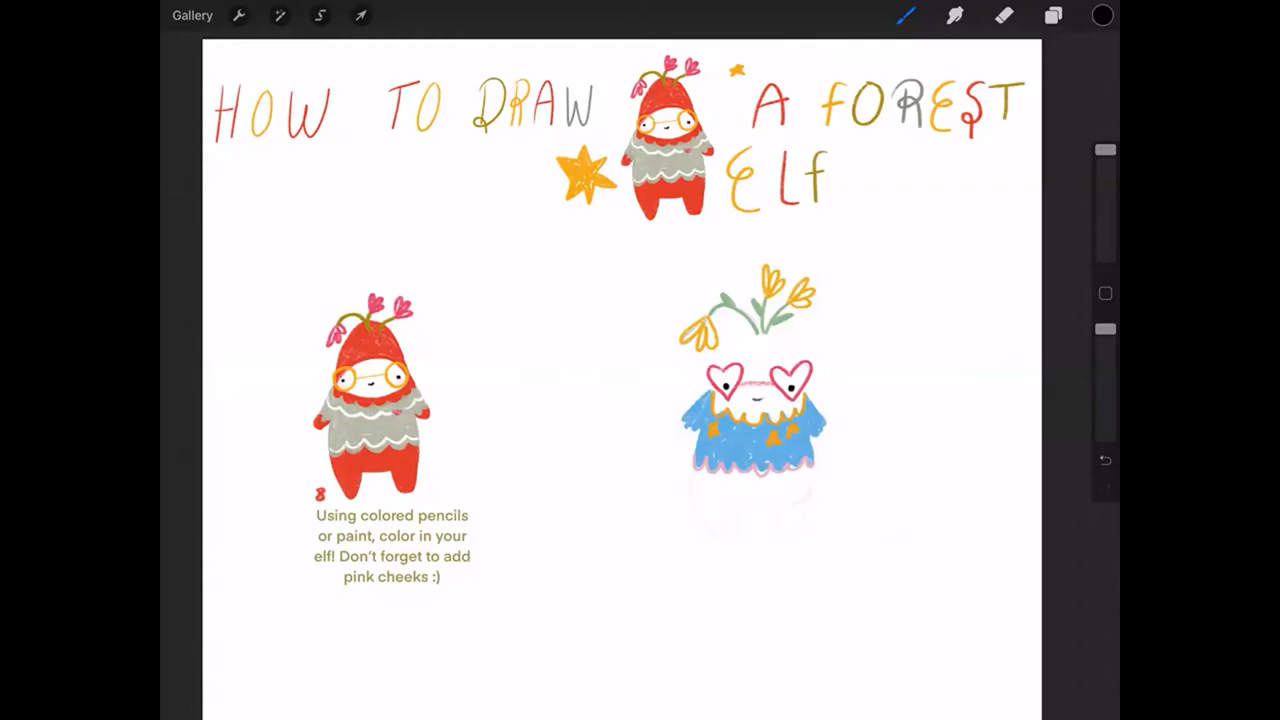 Gallery
HOW TO DRAW A FOREST
ELf
8
Using colored pencils
or paint, color in your
elf! Don't forget to add
pink cheeks :)